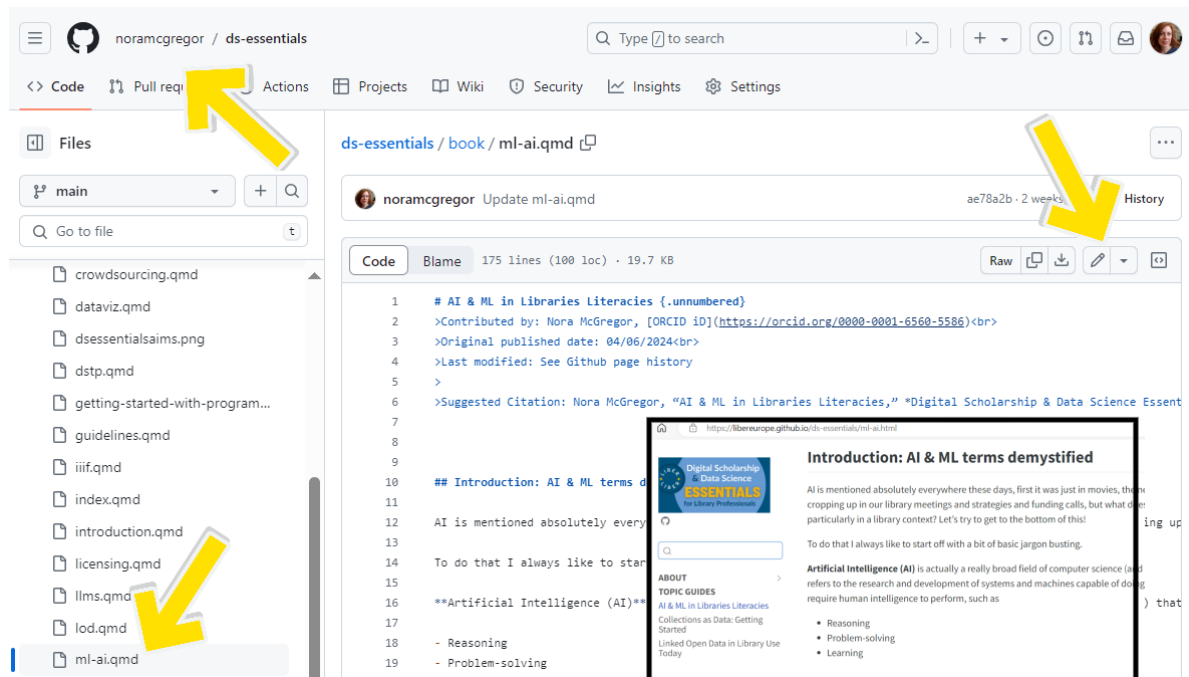 noramcgregor / ds-essentials
Type / to search
Code
Pull requ
Actions
Projects
Wiki
Security
Insights
Settings
Files
main
Go to file
t
crowdsourcing.qmd
dataviz.qmd
dsessentialsaims.png
dstp.qmd
getting-started-with-program...
guidelines.qmd
iiif.qmd
index.qmd
introduction.qmd
licensing.qmd
llms.qmd
lod.qmd
ml-ai.qmd
ds-essentials / book / ml-ai.qmd
noramcgregor Update ml-ai.qmd
ae78a2b · 2 weeks
History
Code Blame 175 lines (100 loc) · 19.7 KB
Raw
1 # AI & ML in Libraries Literacies {.unnumbered}
2 >Contributed by: Nora McGregor, [ORCID iD](https://orcid.org/0000-0001-6560-5586)<br>
3 >Original published date: 04/06/2024<br>
4 >Last modified: See Github page history
5 >
6 >Suggested Citation: Nora McGregor, “AI & ML in Libraries Literacies,” *Digital Scholarship & Data Science Essent
7
8
9
10 ## Introduction: AI & ML terms d
11
12 AI is mentioned absolutely every ing up
13
14 To do that I always like to star
15
16 **Artificial Intelligence (AI)** ) that
17
18 - Reasoning
19 - Problem-solving
https://libereurope.github.io/ds-essentials/ml-ai.html
Digital Scholarship
& Data Science
ESSENTIALS
for Library Professionals
ABOUT
TOPIC GUIDES
AI & ML in Libraries Literacies
Collections as Data: Getting
Started
Linked Open Data in Library Use
Today
Introduction: AI & ML terms demystified
AI is mentioned absolutely everywhere these days, first it was just in movies,
cropping up in our library meetings and strategies and funding calls, but what
particularly in a library context? Let's try to get to the bottom of this!
To do that I always like to start off with a bit of basic jargon busting.
Artificial Intelligence (AI) is actually a really broad field of computer science
refers to the research and development of systems and machines capable of
require human intelligence to perform, such as
• Reasoning
• Problem-solving
• Learning